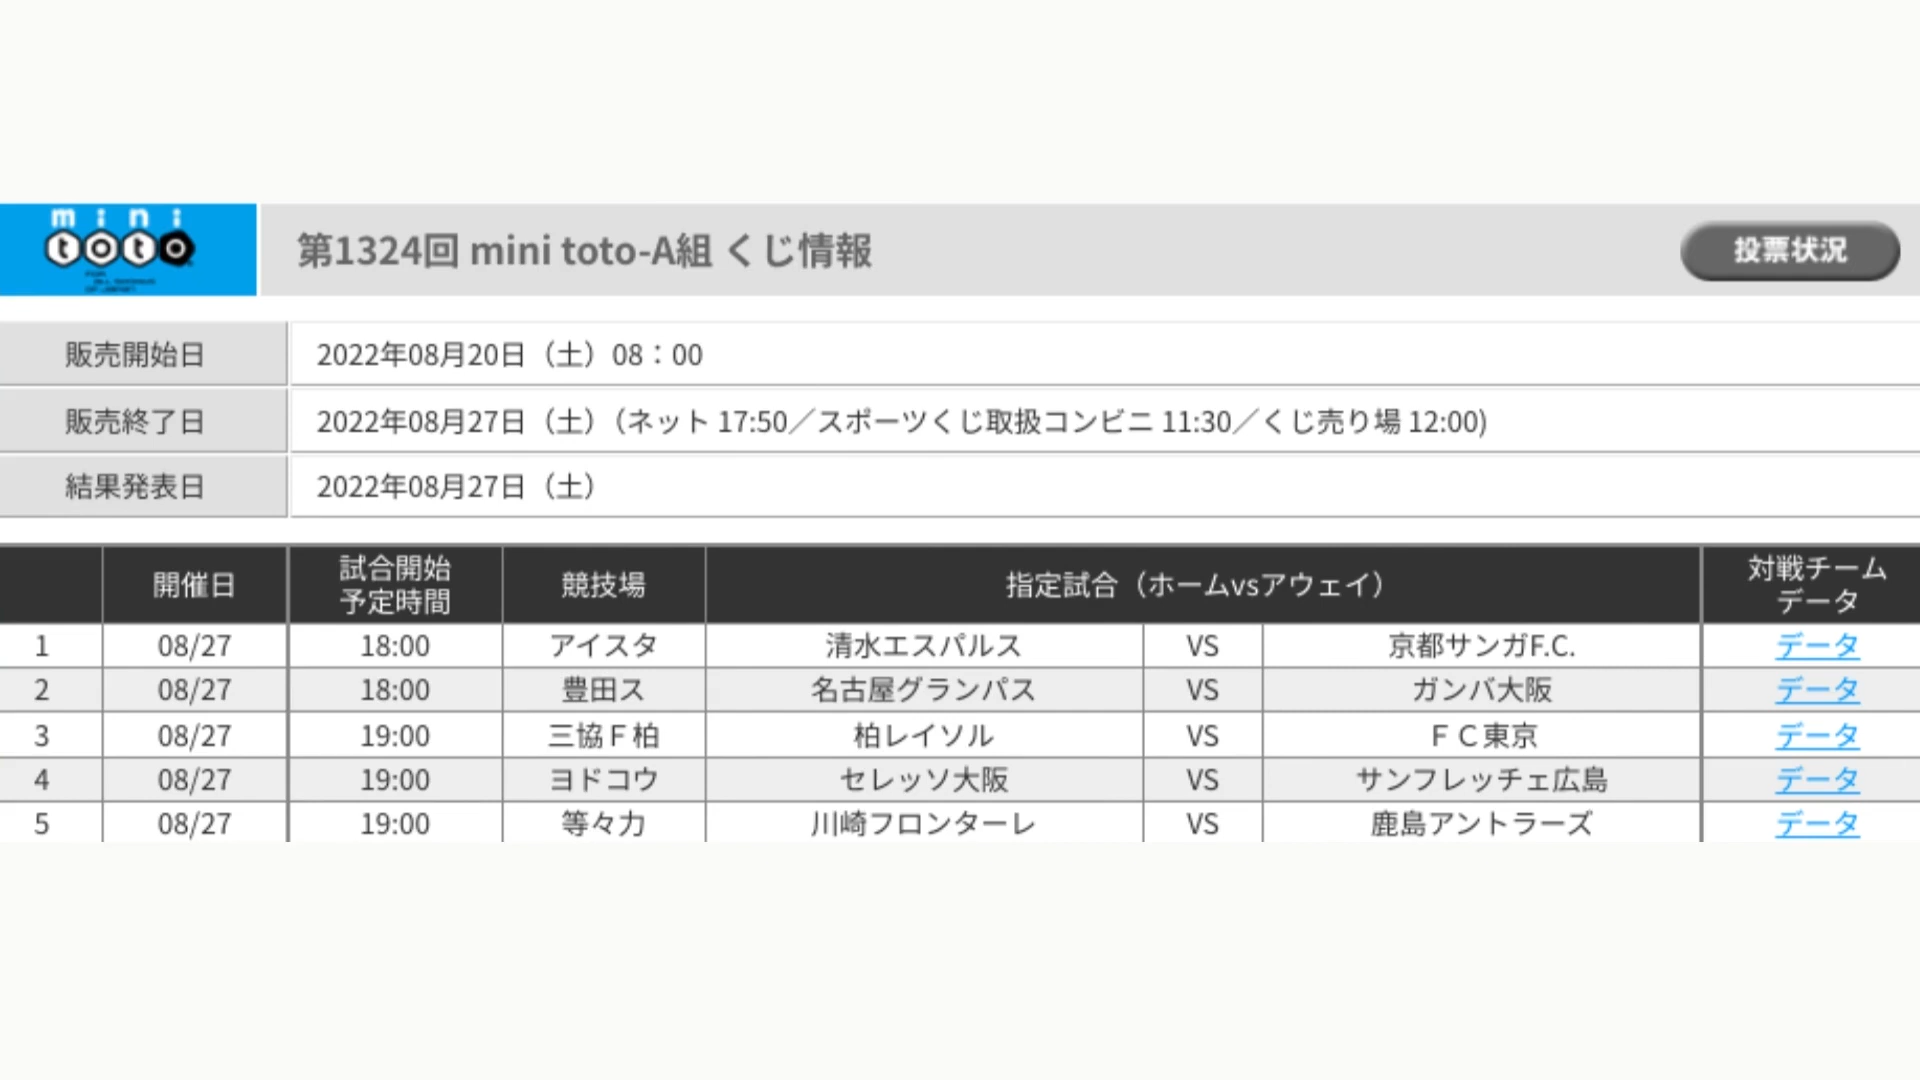 mini
toto
第1324回 mini toto-A組 くじ情報
投票状況
販売開始日 2022年08月20日（土）08：00
販売終了日 2022年08月27日（土）（ネット 17:50／スポーツくじ取扱コンビニ 11:30／くじ売り場 12:00)
結果発表日 2022年08月27日（土）
開催日 試合開始 競技場 指定試合（ホームvsアウェイ） 対戦チーム
予定時間 データ
1 08/27 18:00 アイスタ 清水エスパルス VS 京都サンガF.C. データ
2 08/27 18:00 豊田ス 名古屋グランパス VS ガンバ大阪 データ
3 08/27 19:00 三協Ｆ柏 柏レイソル VS ＦＣ東京 データ
4 08/27 19:00 ヨドコウ セレッソ大阪 VS サンフレッチェ広島 データ
5 08/27 19:00 等々力 川崎フロンターレ VS 鹿島アントラーズ データ